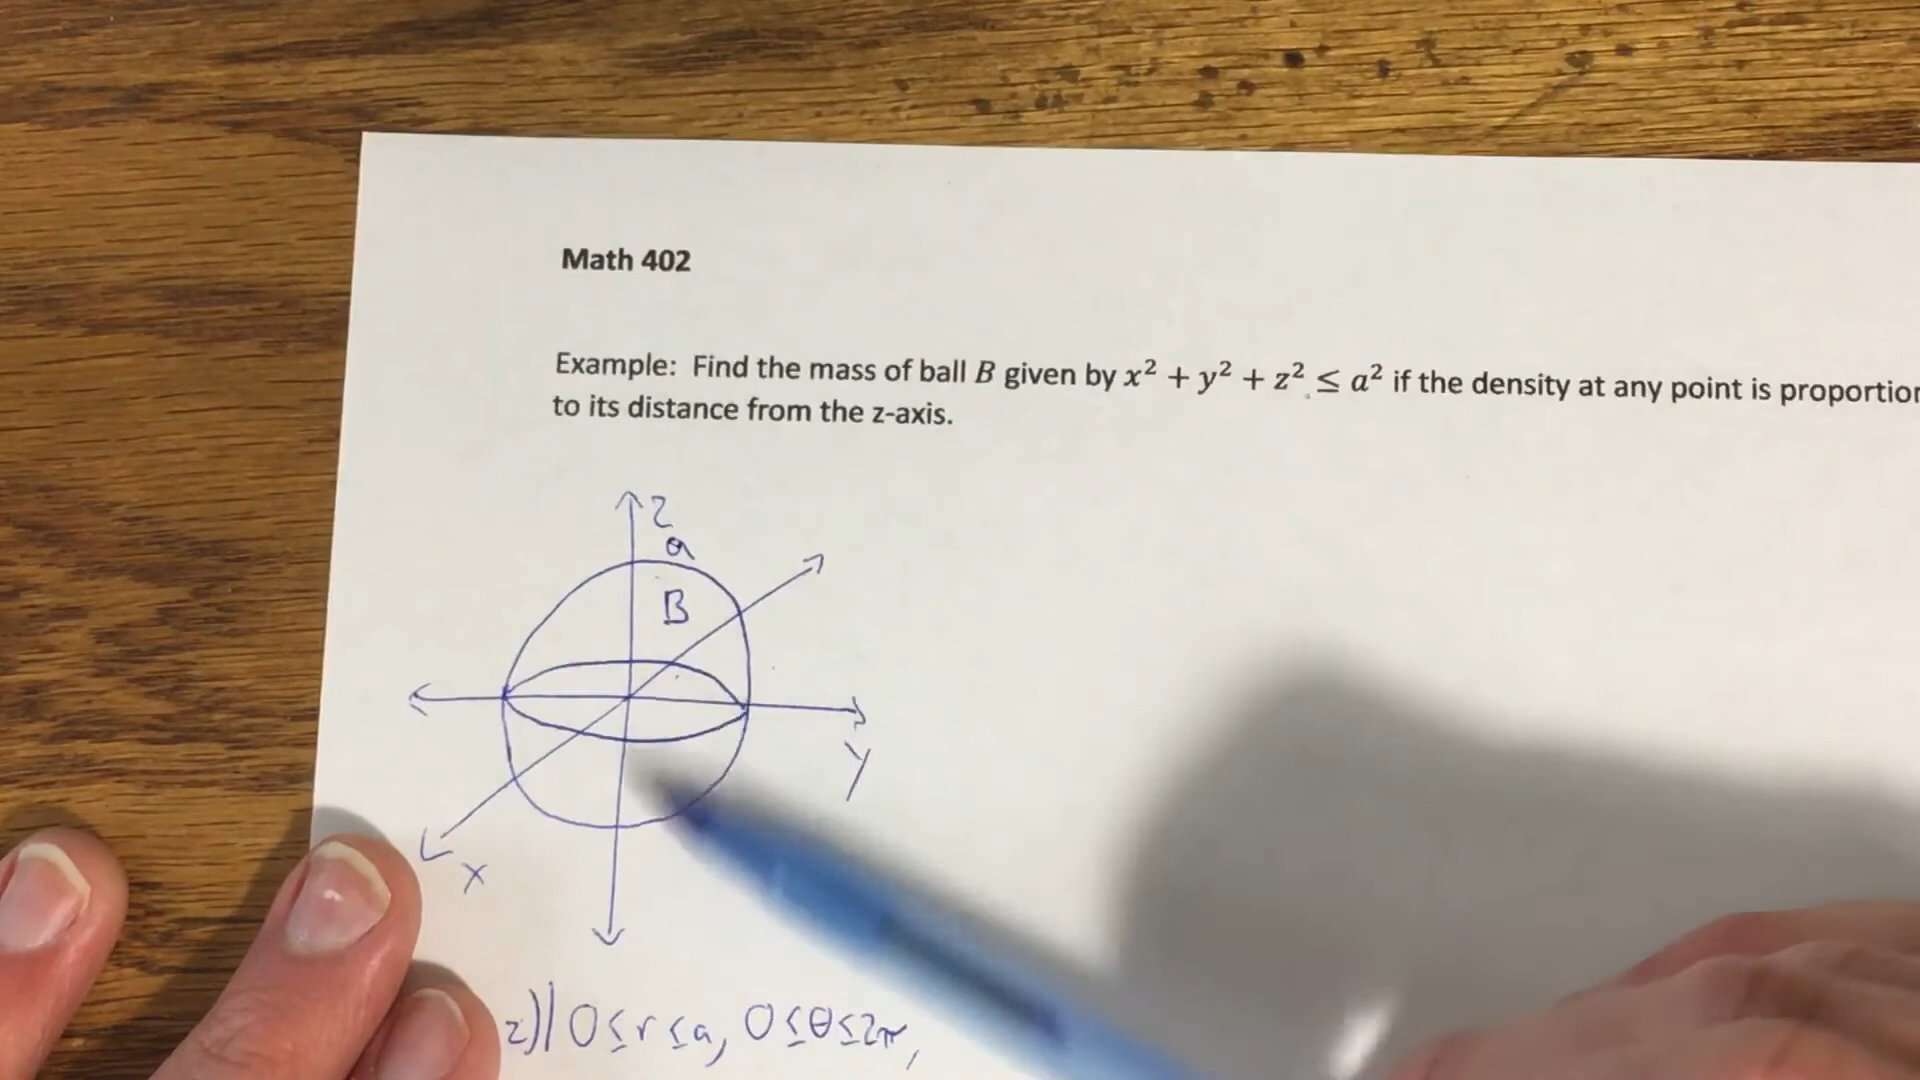 Math 402
Example: Find the mass of ball B given by x² + y² + z² ≤ a² if the density at any point is
to its distance from the z-axis.
z
a
B
y
x
z)| 0 ≤ r ≤ a, 0 ≤ θ ≤ 2π,